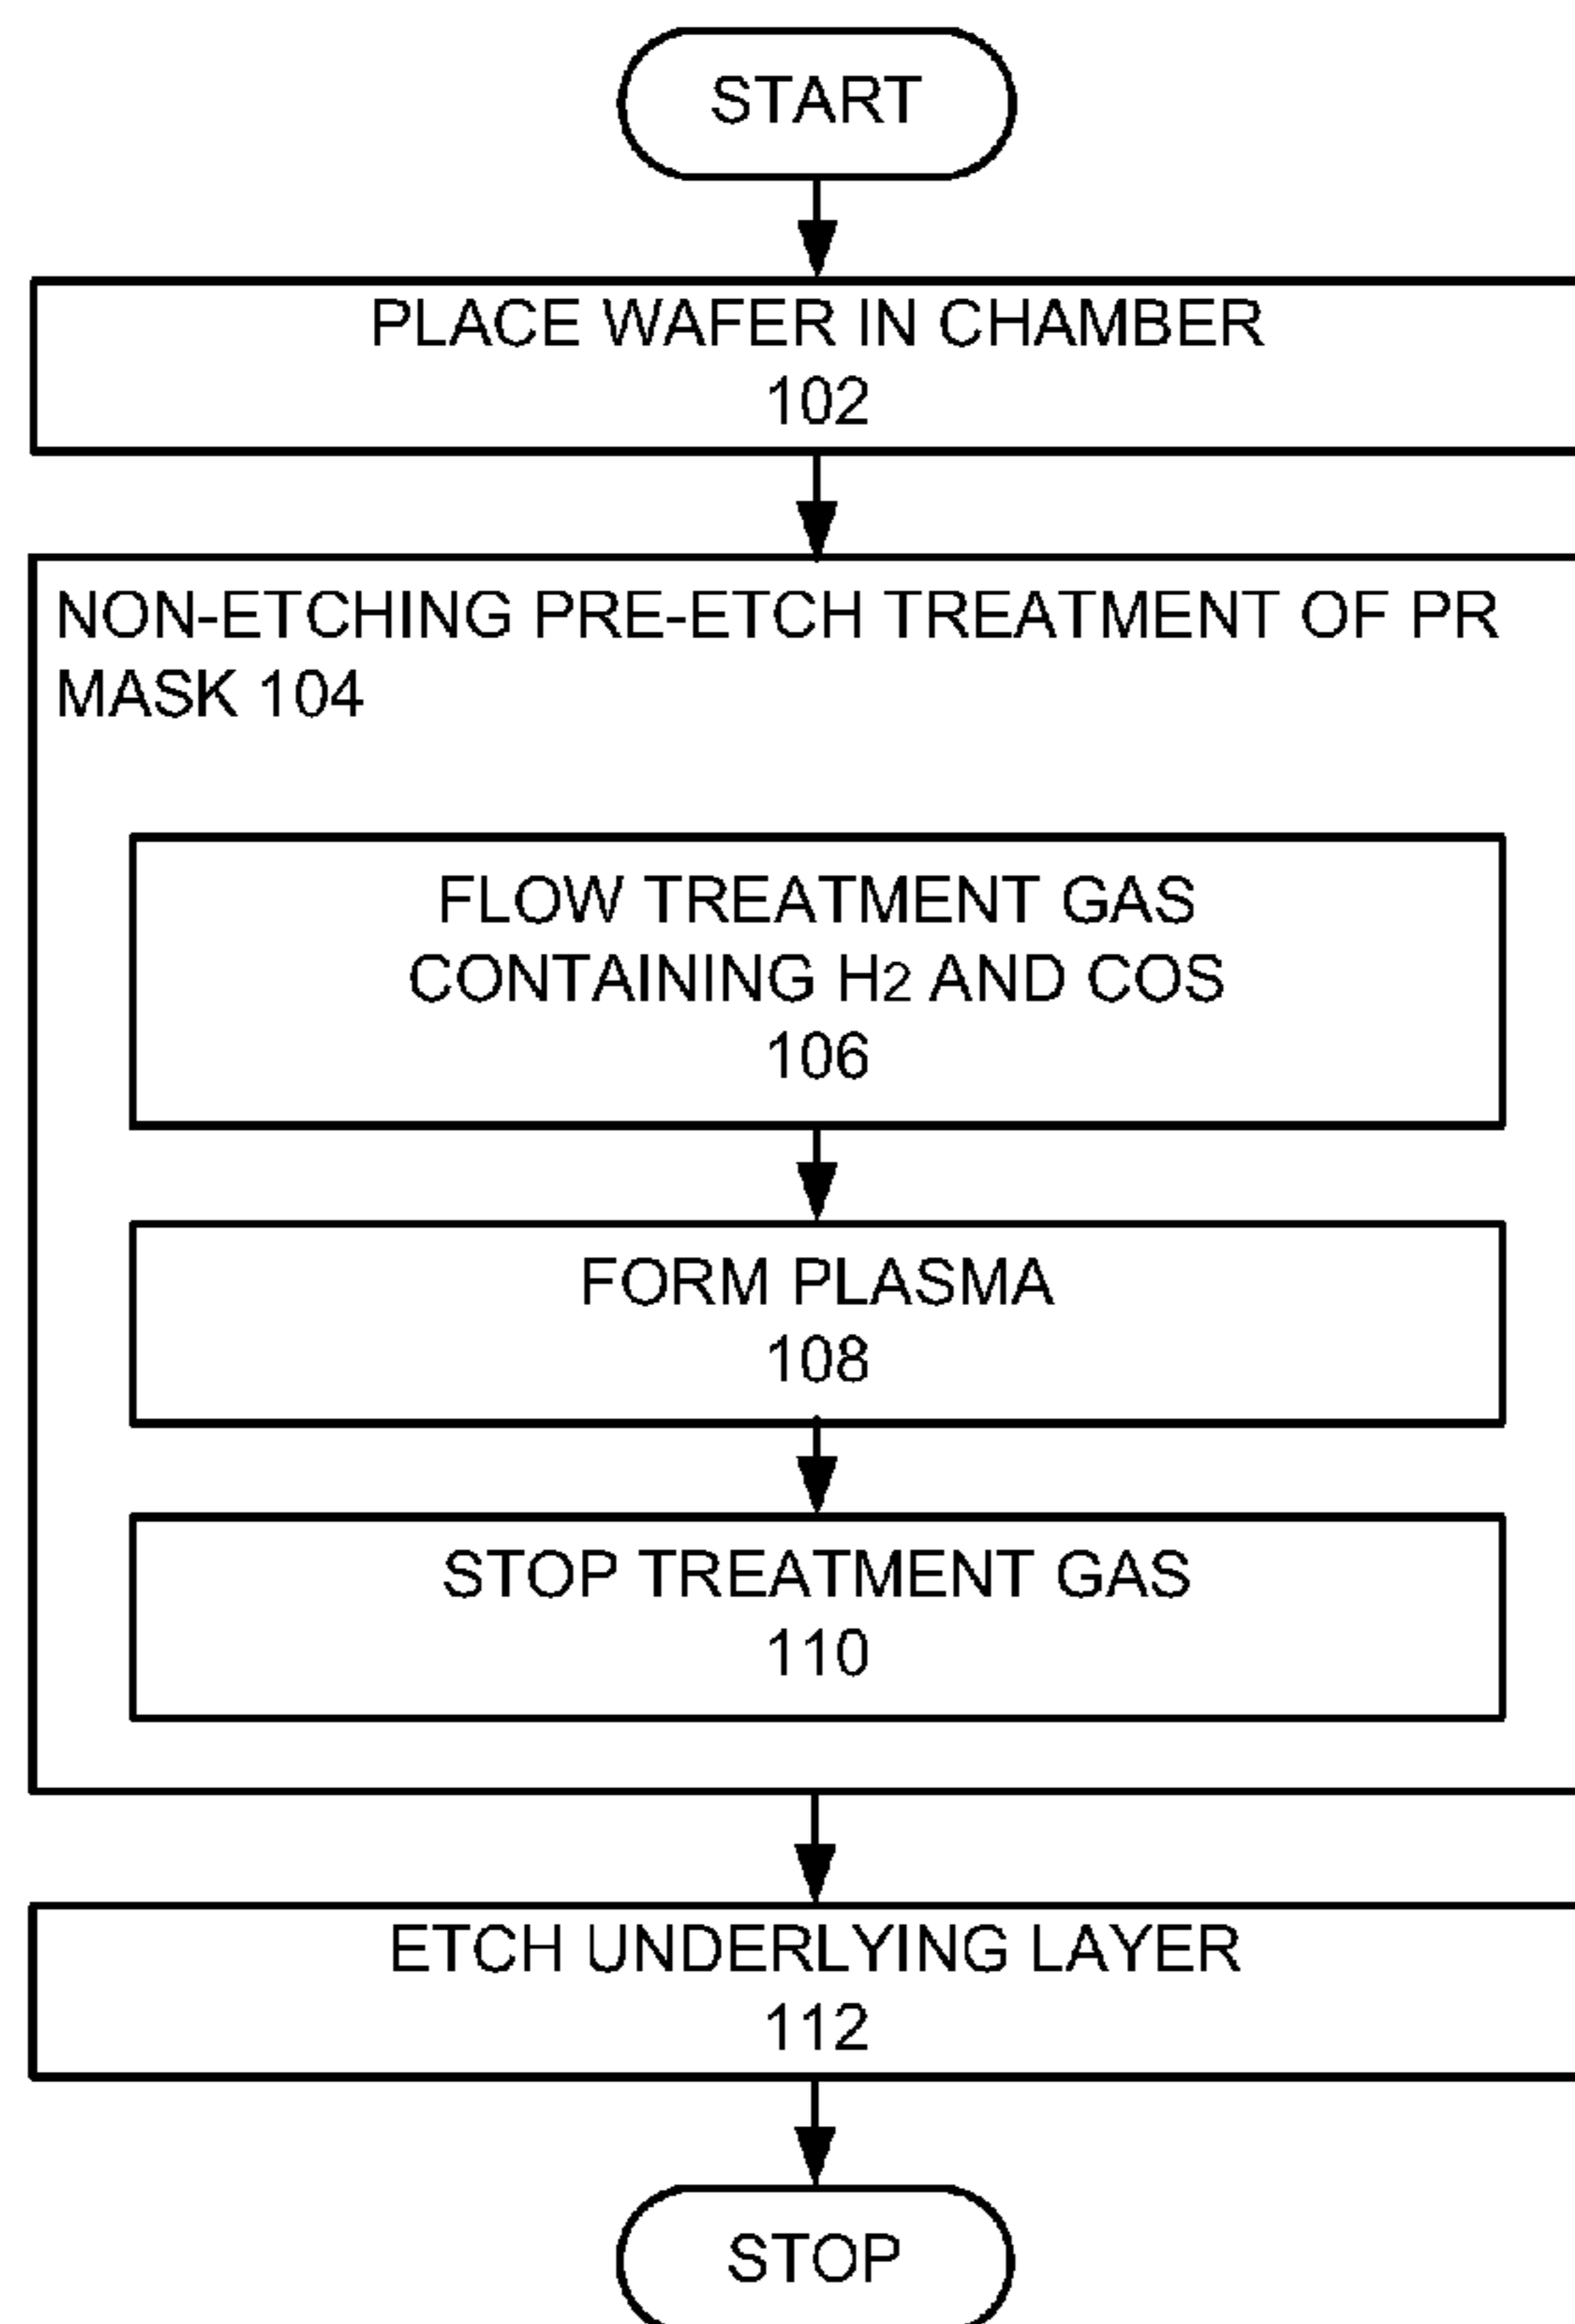 START
PLACE WAFER IN CHAMBER
102
NON-ETCHING PRE-ETCH TREATMENT OF PR
MASK 104
FLOW TREATMENT GAS
CONTAINING H2 AND COS
106
FORM PLASMA
108
STOP TREATMENT GAS
110
ETCH UNDERLYING LAYER
112
STOP